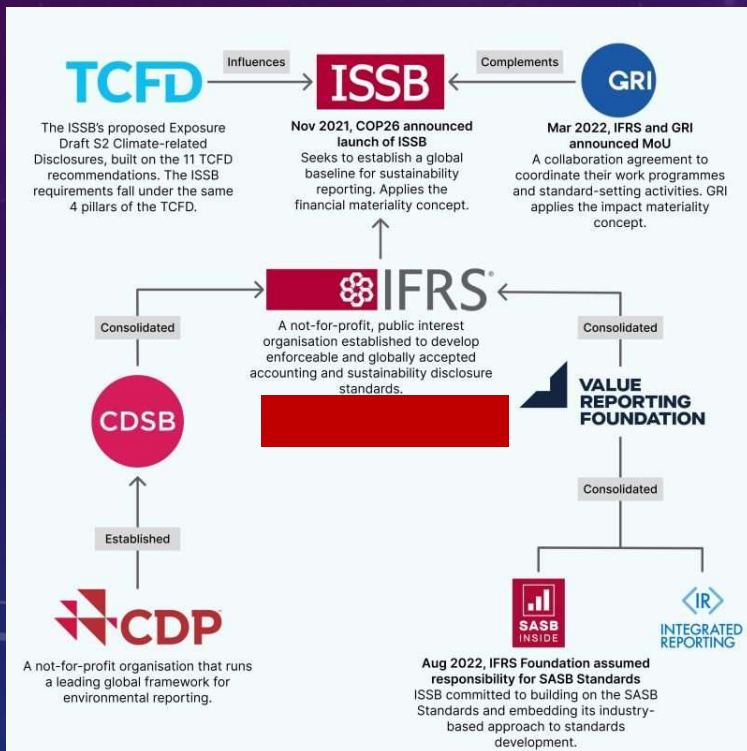 TCFD
Influences
ISSB
Complements
GRI
The ISSB's proposed Exposure
Draft S2 Climate-related
Disclosures, built on the 11 TCFD
recommendations. The ISSB
requirements fall under the same
4 pillars of the TCFD.
Nov 2021, COP26 announced
launch of ISSB
Seeks to establish a global
baseline for sustainability
reporting. Applies the
financial materiality concept.
Mar 2022, IFRS and GRI
announced MoU
A collaboration agreement to
coordinate their work programmes
and standard-setting activities. GRI
applies the impact materiality
concept.
IFRS®
A not-for-profit, public interest
organisation established to develop
enforceable and globally accepted
accounting and sustainability disclosure
standards.
Consolidated
CDSB
Established
CDP
A not-for-profit organisation that runs
a leading global framework for
environmental reporting.
Consolidated
VALUE
REPORTING
FOUNDATION
Consolidated
SASB
INSIDE
Aug 2022, IFRS Foundation assumed
responsibility for SASB Standards
ISSB committed to building on the SASB
Standards and embedding its industry-
based approach to standards
development.
<IR>
INTEGRATED
REPORTING